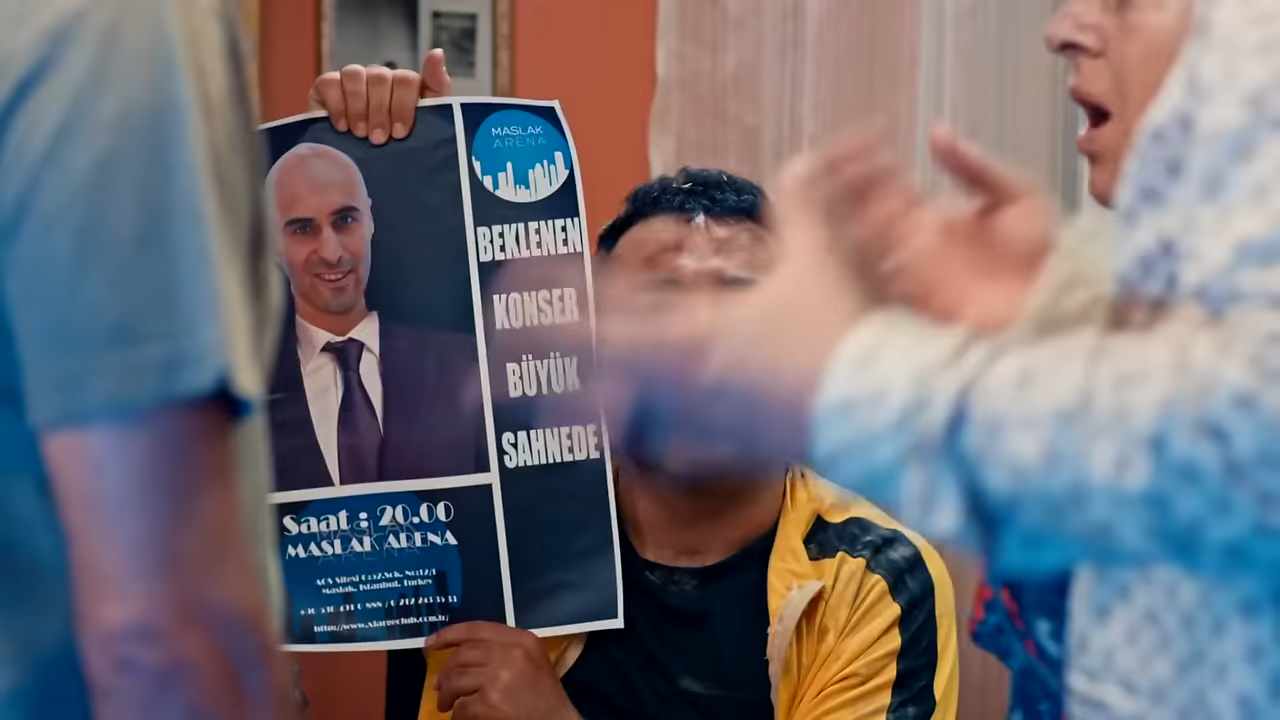 MASLAK
ARENA
BEKLENEN
KONSER
BÜYÜK
SAHNEDE
Saat : 20.00
MASLAK ARENA
Maslak, İstanbul, Turkey